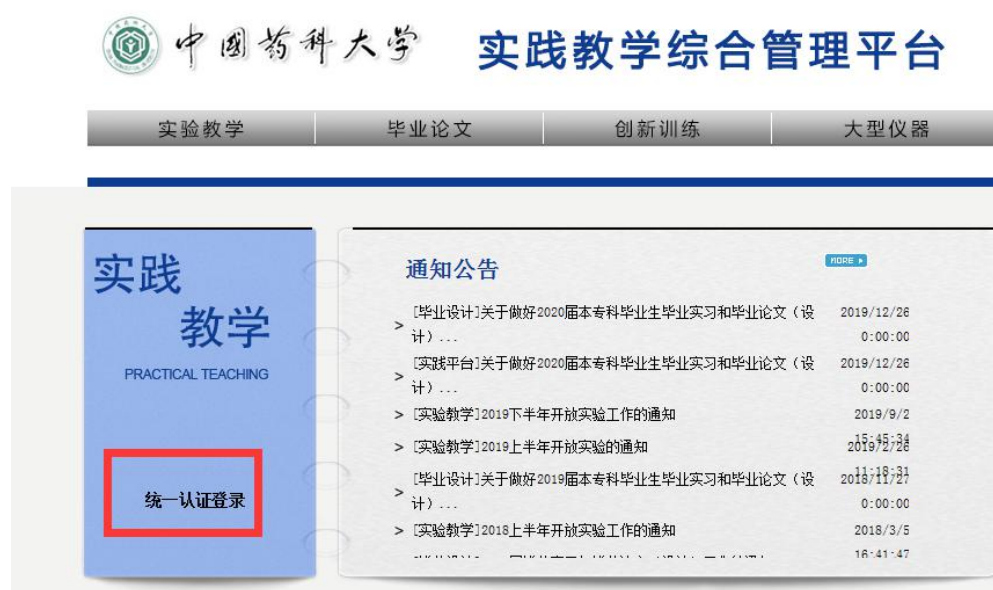 中国药科大学 实践教学综合管理平台
实验教学 毕业论文 创新训练 大型仪器
实践
教学
PRACTICAL TEACHING
统一认证登录
通知公告 MORE
[毕业设计]关于做好2020届本专科毕业生毕业实习和毕业论文（设 2019/12/26
> 计）... 0:00:00
[实践平台]关于做好2020届本专科毕业生毕业实习和毕业论文（设 2019/12/26
> 计）... 0:00:00
> [实验教学]2019下半年开放实验工作的通知 2019/9/2
15:45:34
> [实验教学]2019上半年开放实验的通知 2019/2/26
11:18:31
[毕业设计]关于做好2019届本专科毕业生毕业实习和毕业论文（设 2018/11/27
> 计）... 0:00:00
> [实验教学]2018上半年开放实验工作的通知 2018/3/5
16:41:47